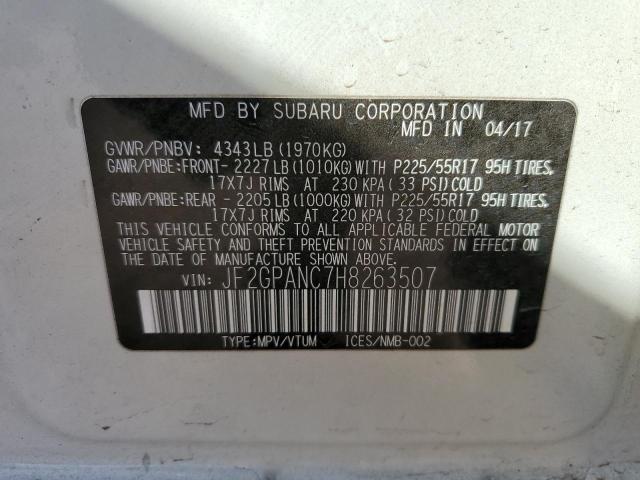 MFD BY SUBARU CORPORATION
MFD IN 04/17
GVWR/PNBV: 4343LB (1970KG)
GAWR/PNBE:FRONT- 2227LB (1010KG) WITH P225/55R17 95H TIRES,
17X7J RIMS AT 230 KPA (33 PSI) COLD
GAWR/PNBE:REAR - 2205LB (1000KG) WITH P225/55R17 95H TIRES,
17X7J RIMS AT 220 KPA (32 PSI) COLD
THIS VEHICLE CONFORMS TO ALL APPLICABLE FEDERAL MOTOR
VEHICLE SAFETY AND THEFT PREVENTION STANDARDS IN EFFECT ON
THE DATE OF MANUFACTURE SHOWN ABOVE.
VIN: JF2GPANC7H8263507
TYPE:MPV/VTUM ICES/NMB-002